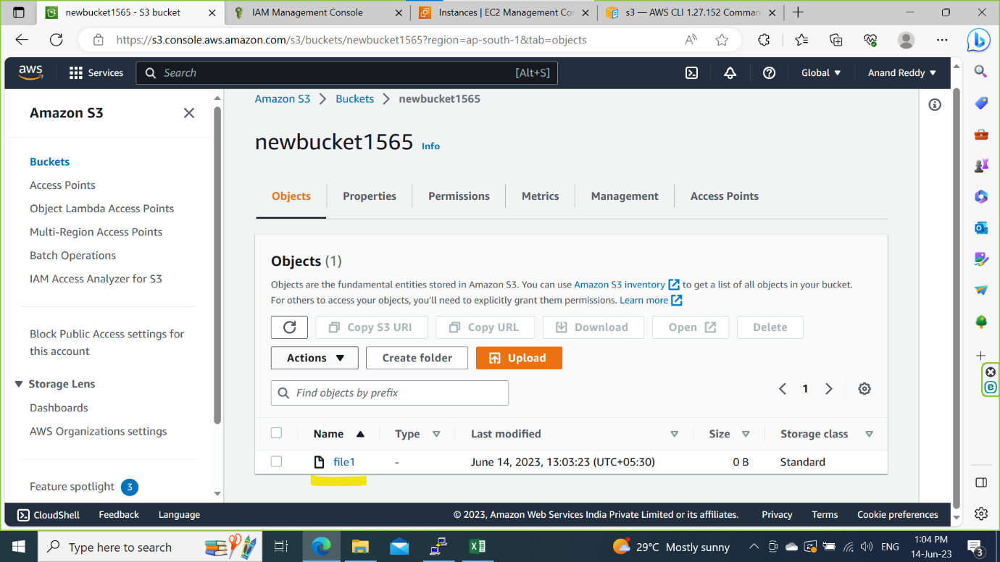 newbucket1565 - S3 bucket
IAM Management Console
Instances | EC2 Management Cor
s3 — AWS CLI 1.27.152 Comman
https://s3.console.aws.amazon.com/s3/buckets/newbucket1565?region=ap-south-1&tab=objects
aws
Services
Search
[Alt+S]
Global
Anand Reddy
Amazon S3
Buckets
Access Points
Object Lambda Access Points
Multi-Region Access Points
Batch Operations
IAM Access Analyzer for S3
Block Public Access settings for
this account
Storage Lens
Dashboards
AWS Organizations settings
Feature spotlight 3
Amazon S3 > Buckets > newbucket1565
newbucket1565 Info
Objects Properties Permissions Metrics Management Access Points
Objects (1)
Objects are the fundamental entities stored in Amazon S3. You can use Amazon S3 inventory to get a list of all objects in your bucket.
For others to access your objects, you'll need to explicitly grant them permissions. Learn more
Copy S3 URI Copy URL Download Open Delete
Actions Create folder Upload
Find objects by prefix
1
Name Type Last modified Size Storage class
file1 - June 14, 2023, 13:03:23 (UTC+05:30) 0 B Standard
CloudShell Feedback Language © 2023, Amazon Web Services India Private Limited or its affiliates. Privacy Terms Cookie preferences
Type here to search
29°C Mostly sunny
ENG
1:04 PM
14-Jun-23
3